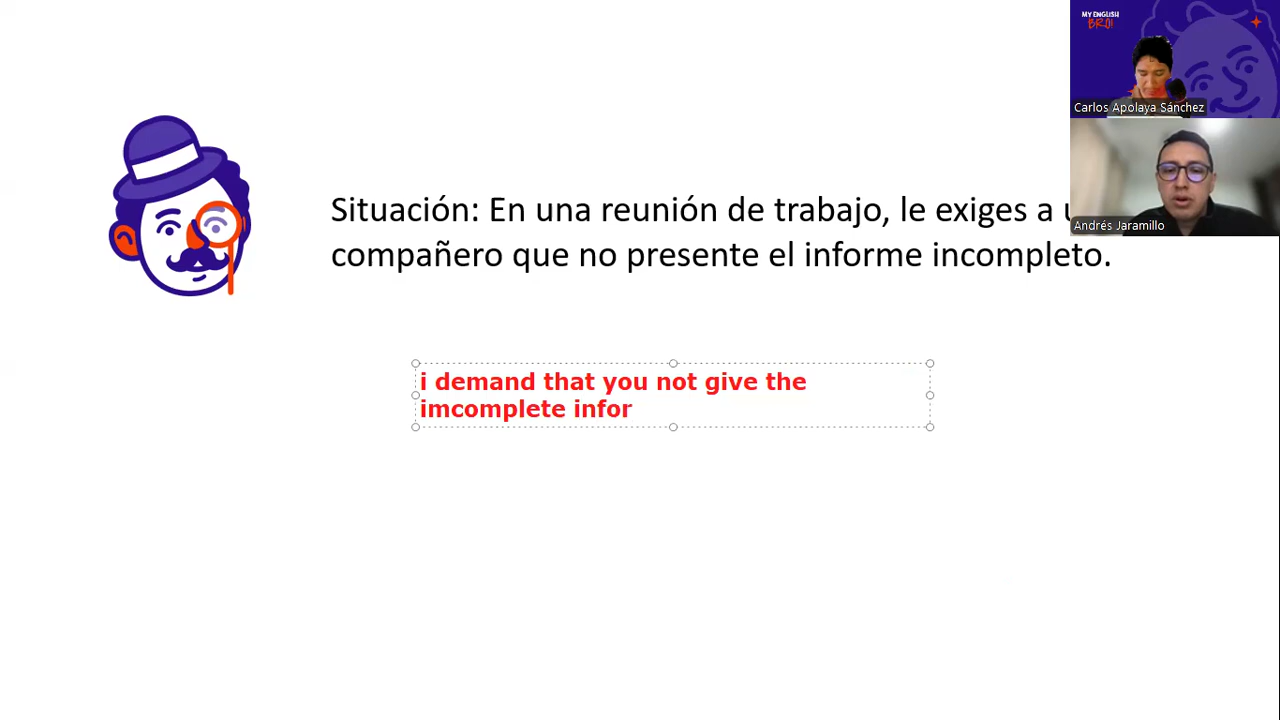 MY ENGLISH
BRO!
Carlos Apolaya Sánchez
Situación: En una reunión de trabajo, le exiges a
compañero que no presente el informe incompleto.
Andrés Jaramillo
i demand that you not give the
imcomplete infor